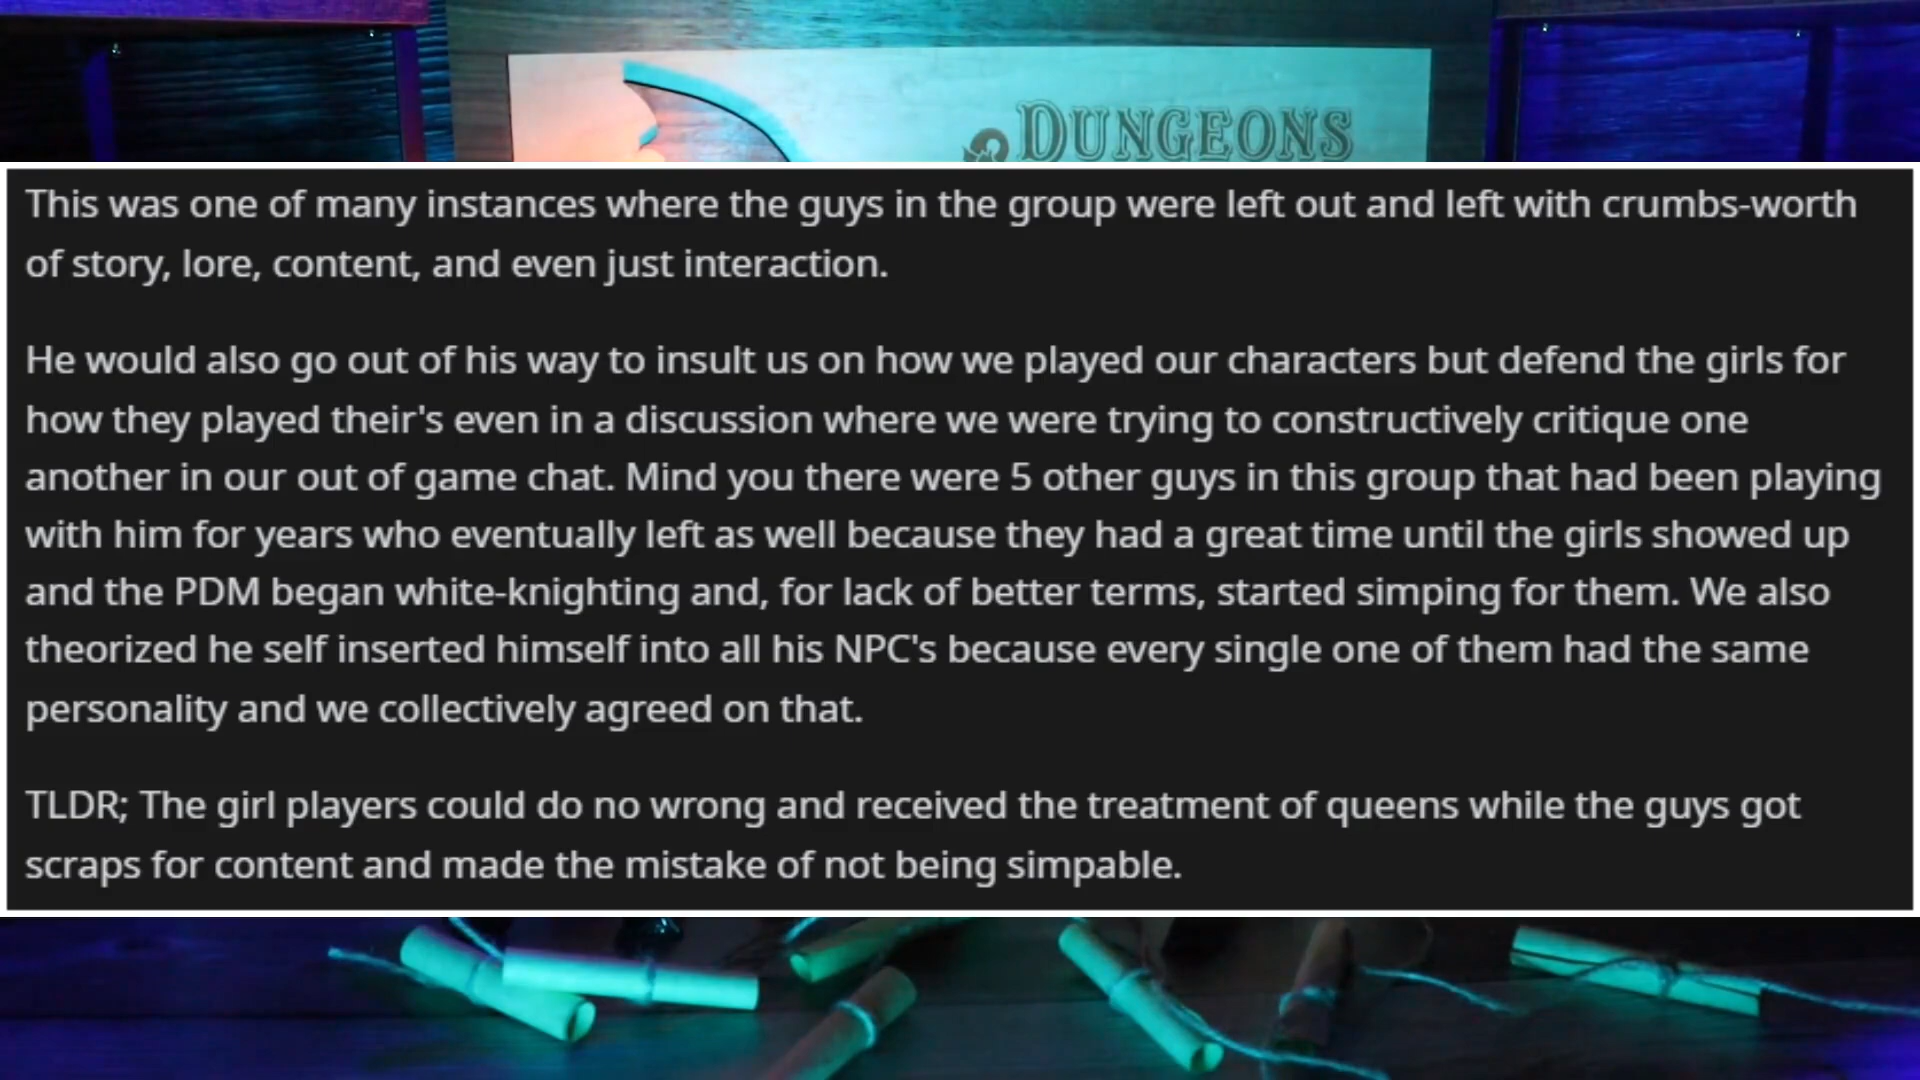 DUNGEONS
This was one of many instances where the guys in the group were left out and left with crumbs-worth
of story, lore, content, and even just interaction.
He would also go out of his way to insult us on how we played our characters but defend the girls for
how they played their's even in a discussion where we were trying to constructively critique one
another in our out of game chat. Mind you there were 5 other guys in this group that had been playing
with him for years who eventually left as well because they had a great time until the girls showed up
and the PDM began white-knighting and, for lack of better terms, started simping for them. We also
theorized he self inserted himself into all his NPC's because every single one of them had the same
personality and we collectively agreed on that.
TLDR; The girl players could do no wrong and received the treatment of queens while the guys got
scraps for content and made the mistake of not being simpable.